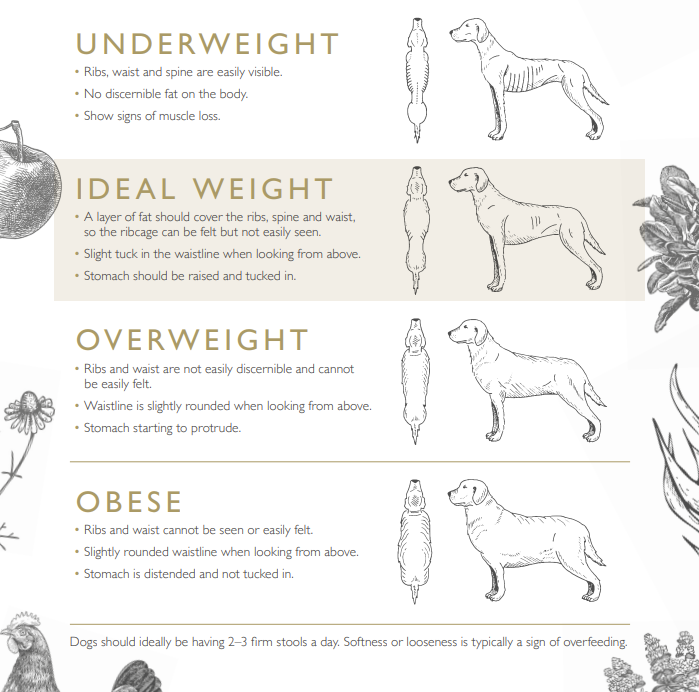 UNDERWEIGHT
• Ribs, waist and spine are easily visible.
• No discernible fat on the body.
• Show signs of muscle loss.
IDEAL WEIGHT
• A layer of fat should cover the ribs, spine and waist,
so the ribcage can be felt but not easily seen.
• Slight tuck in the waistline when looking from above.
• Stomach should be raised and tucked in.
OVERWEIGHT
• Ribs and waist are not easily discernible and cannot
be easily felt.
• Waistline is slightly rounded when looking from above.
• Stomach starting to protrude.
OBESE
• Ribs and waist cannot be seen or easily felt.
• Slightly rounded waistline when looking from above.
• Stomach is distended and not tucked in.
Dogs should ideally be having 2–3 firm stools a day. Softness or looseness is typically a sign of overfeeding.